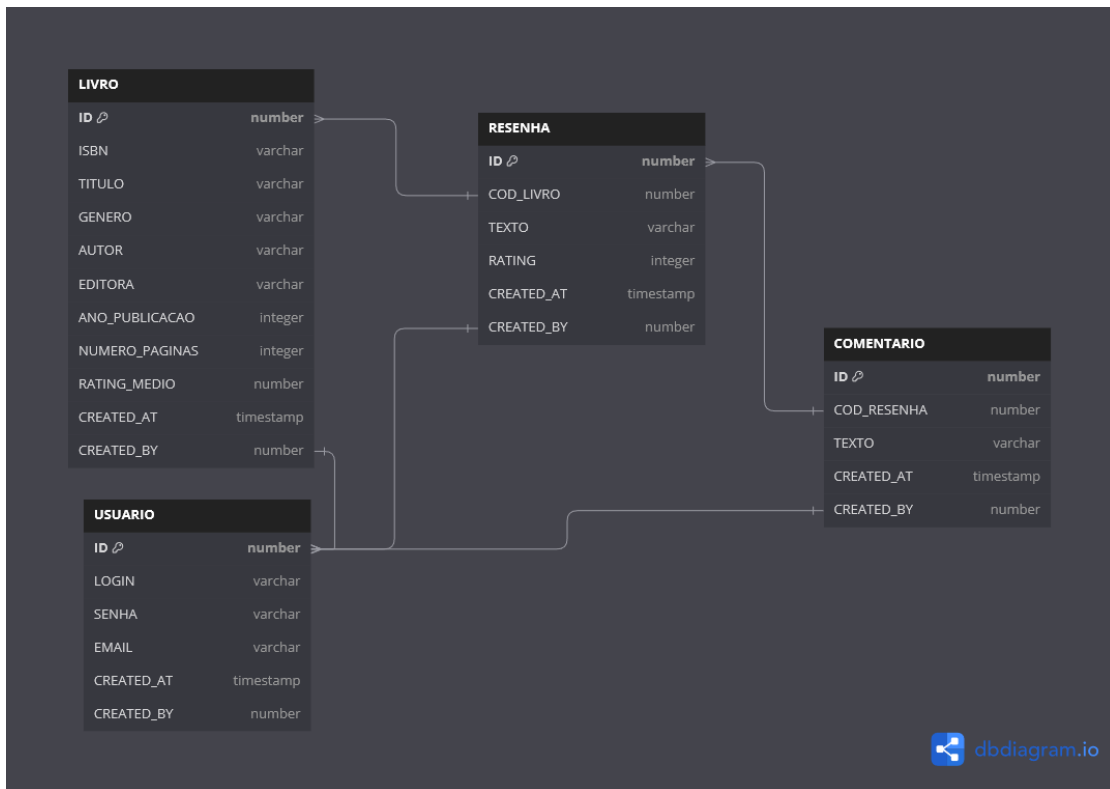 LIVRO
ID number
ISBN varchar
TITULO varchar
GENERO varchar
AUTOR varchar
EDITORA varchar
ANO_PUBLICACAO integer
NUMERO_PAGINAS integer
RATING_MEDIO number
CREATED_AT timestamp
CREATED_BY number
USUARIO
ID number
LOGIN varchar
SENHA varchar
EMAIL varchar
CREATED_AT timestamp
CREATED_BY number
RESENHA
ID number
COD_LIVRO number
TEXTO varchar
RATING integer
CREATED_AT timestamp
CREATED_BY number
COMENTARIO
ID number
COD_RESENHA number
TEXTO varchar
CREATED_AT timestamp
CREATED_BY number
dbdiagram.io